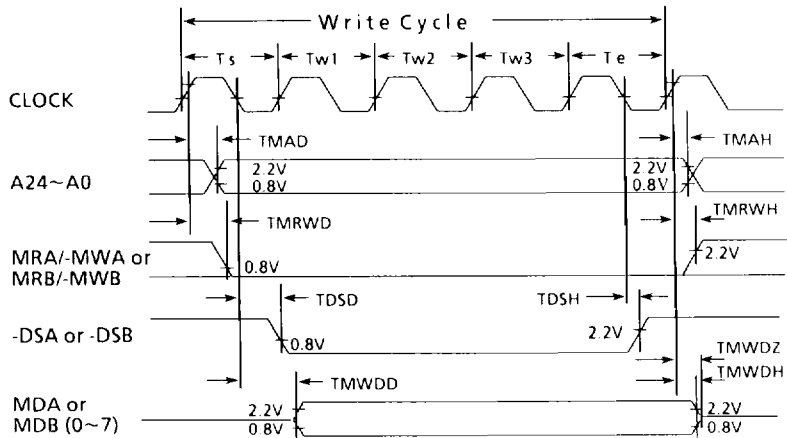 Write Cycle
Ts Tw1 Tw2 Tw3 Te
CLOCK
TMAD TMAH
A24~A0
2.2V 2.2V
0.8V 0.8V
TMRWD TMRWH
MRA/-MWA or
MRB/-MWB
0.8V 2.2V
TDSD TDSH
-DSA or -DSB
0.8V 2.2V
TMWDZ
TMWDD TMWDH
MDA or
MDB (0~7)
2.2V 2.2V
0.8V 0.8V